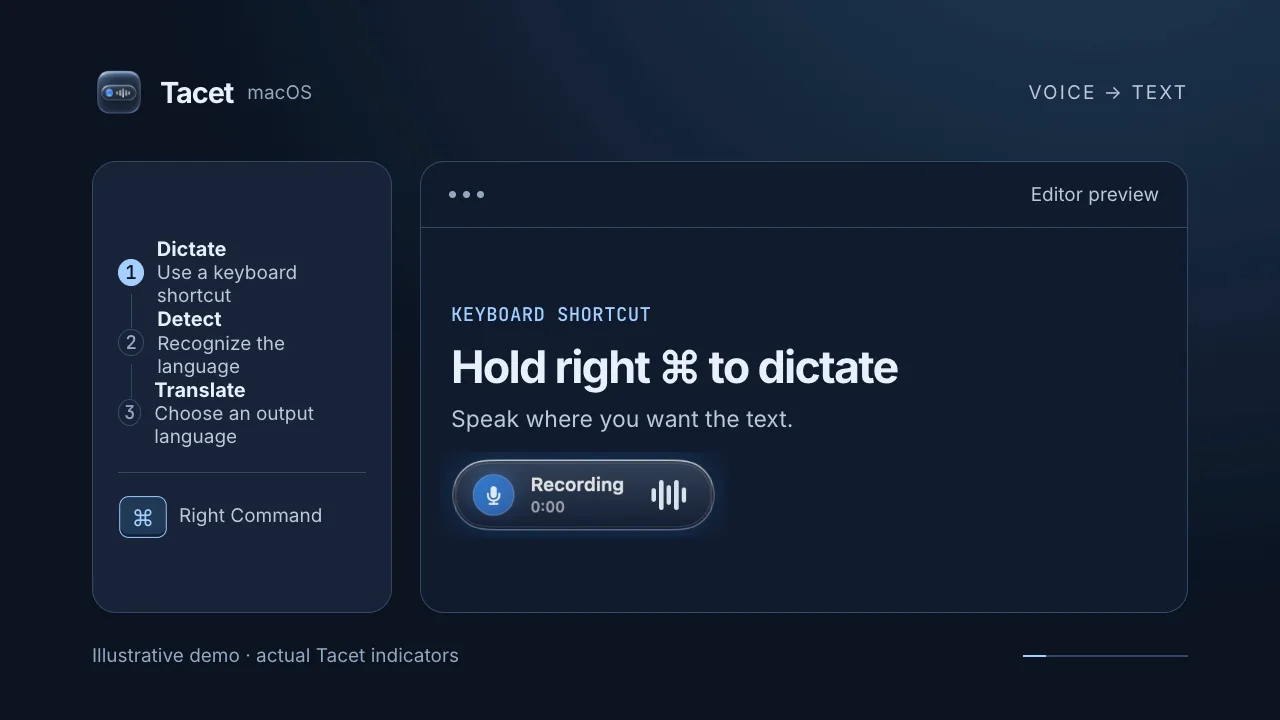 Tacet macOS
VOICE → TEXT
Dictate
1
Use a keyboard
shortcut
Detect
2
Recognize the
language
Translate
3
Choose an output
language
⌘ Right Command
Editor preview
KEYBOARD SHORTCUT
Hold right ⌘ to dictate
Speak where you want the text.
Recording
0:00
Illustrative demo · actual Tacet indicators